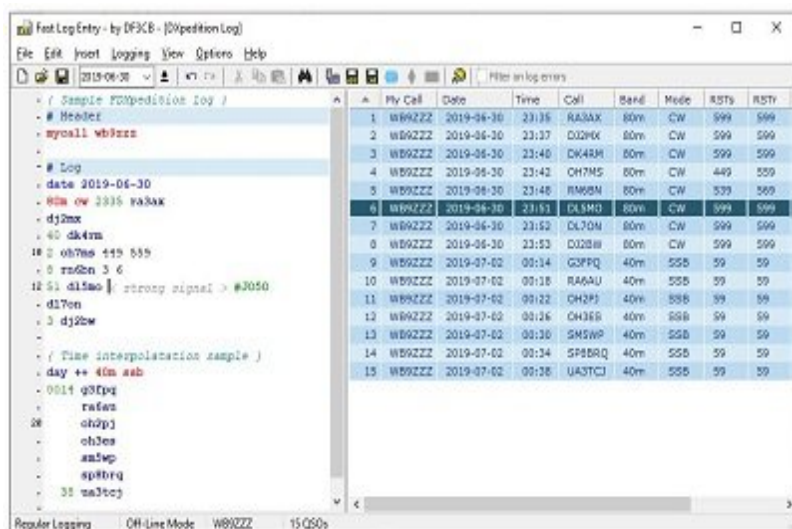 Fast Log Entry - by DF3CB - [DXpedition Log]
File Edit Insert Logging View Options Help
2019-06-30 Filter on log errors
{ Sample DXpedition log }
# Header
mycall wb9zzz
# Log
date 2019-06-30
80m cw 2335 ra3ax
dj2mx
40 dk4rm
10 2 oh7ms 449 559
8 rn6bn 3 6
12 51 dl5mo < strong signal > #JO50
dl7on
3 dj2bw
{ Time interpolatation sample }
day ++ 40m ssb
0014 g3fpq
ra6au
20 oh2pj
oh3es
sm5wp
sp8brq
38 ua3tcj
My Call Date Time Call Band Mode RSTs RSTr
1 WB9ZZZ 2019-06-30 23:35 RA3AX 80m CW 599 599
2 WB9ZZZ 2019-06-30 23:37 DJ2MX 80m CW 599 599
3 WB9ZZZ 2019-06-30 23:40 DK4RM 80m CW 599 599
4 WB9ZZZ 2019-06-30 23:42 OH7MS 80m CW 449 559
5 WB9ZZZ 2019-06-30 23:48 RN6BN 80m CW 539 569
6 WB9ZZZ 2019-06-30 23:51 DL5MO 80m CW 599 599
7 WB9ZZZ 2019-06-30 23:52 DL7ON 80m CW 599 599
8 WB9ZZZ 2019-06-30 23:53 DJ2BW 80m CW 599 599
9 WB9ZZZ 2019-07-02 00:14 G3FPQ 40m SSB 59 59
10 WB9ZZZ 2019-07-02 00:18 RA6AU 40m SSB 59 59
11 WB9ZZZ 2019-07-02 00:22 OH2PJ 40m SSB 59 59
12 WB9ZZZ 2019-07-02 00:26 OH3ES 40m SSB 59 59
13 WB9ZZZ 2019-07-02 00:30 SM5WP 40m SSB 59 59
14 WB9ZZZ 2019-07-02 00:34 SP8BRQ 40m SSB 59 59
15 WB9ZZZ 2019-07-02 00:38 UA3TCJ 40m SSB 59 59
Regular Logging Off-Line Mode WB9ZZZ 15 QSOs